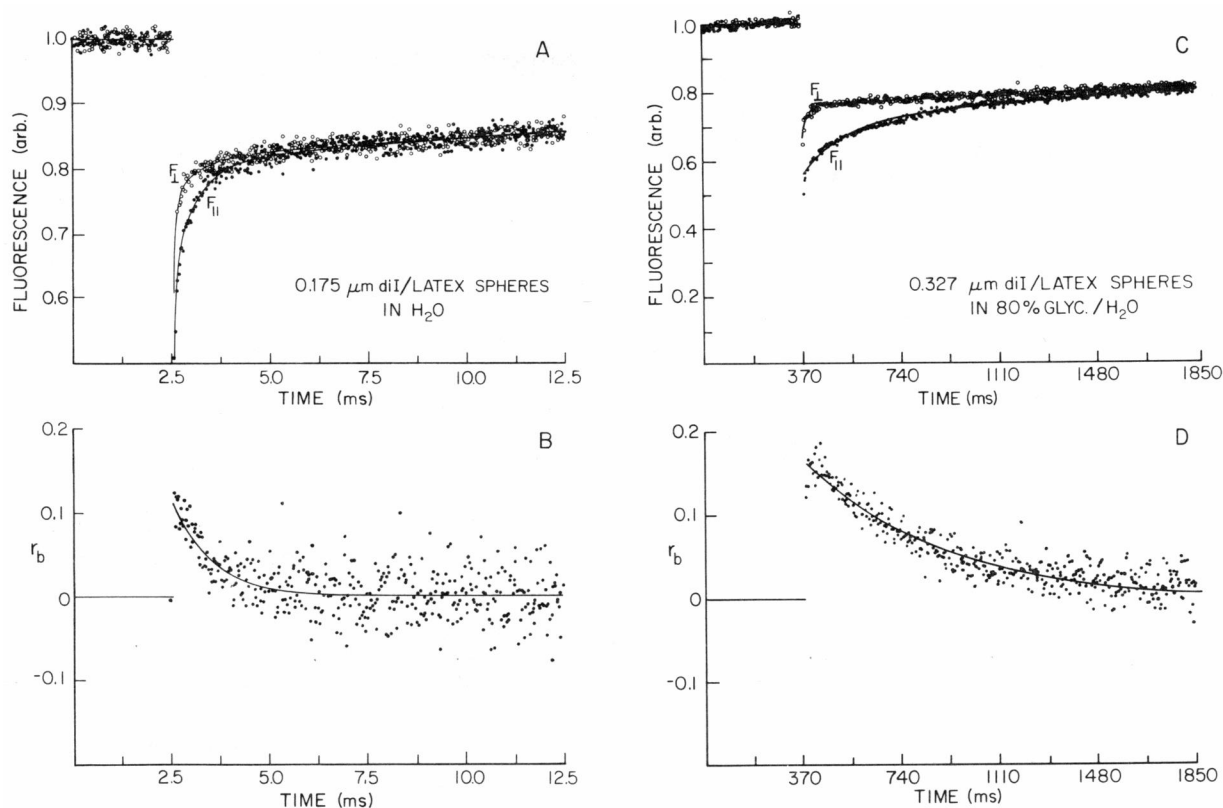 A
FLUORESCENCE (arb.)
1.0
0.9
0.8
0.7
0.6
F⊥
F||
0.175 μm diI/LATEX SPHERES
IN H₂O
2.5
5.0
7.5
10.0
12.5
TIME (ms)
C
FLUORESCENCE (arb.)
1.0
0.8
0.6
0.4
0.2
F⊥
F||
0.327 μm diI/LATEX SPHERES
IN 80% GLYC./H₂O
370
740
1110
1480
1850
TIME (ms)
B
r_b
0.2
0.1
0
-0.1
2.5
5.0
7.5
10.0
12.5
TIME (ms)
D
r_b
0.2
0.1
0
-0.1
370
740
1110
1480
1850
TIME (ms)